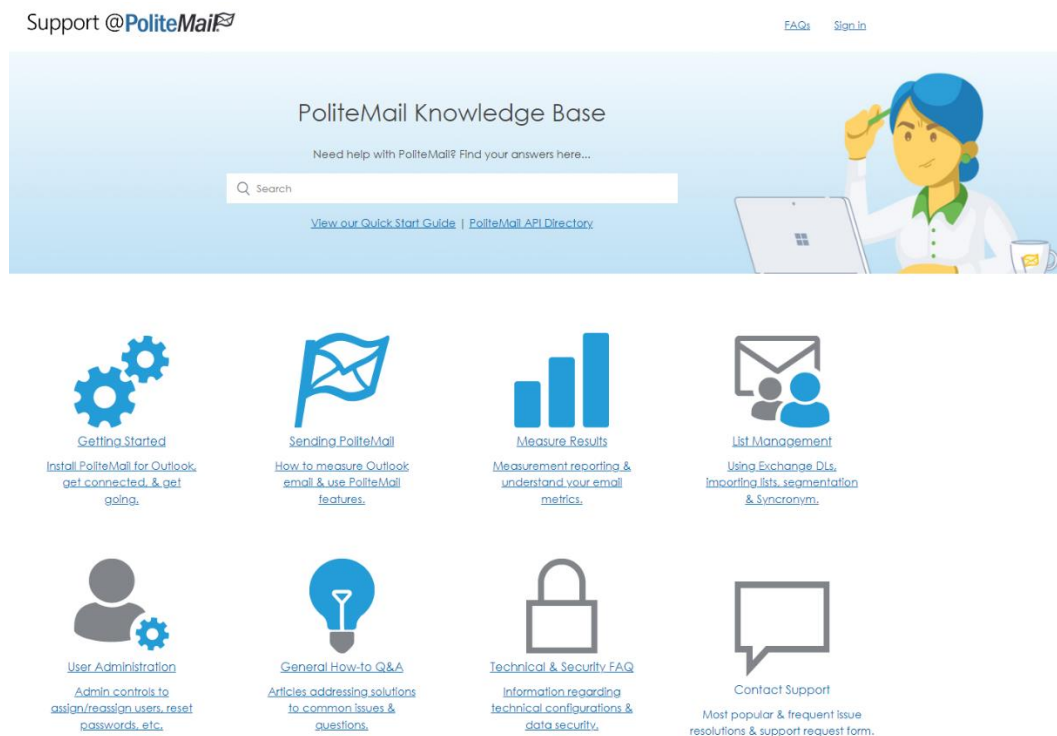 Support @PoliteMail
FAQs Sign in
PoliteMail Knowledge Base
Need help with PoliteMail? Find your answers here...
Search
View our Quick Start Guide | PoliteMail API Directory
Getting Started
Install PoliteMail for Outlook,
get connected, & get
going.
Sending PoliteMail
How to measure Outlook
email & use PoliteMail
features.
Measure Results
Measurement reporting &
understand your email
metrics.
List Management
Using Exchange DLs,
importing lists, segmentation
& Syncronym.
User Administration
Admin controls to
assign/reassign users, reset
passwords, etc.
General How-to Q&A
Articles addressing solutions
to common issues &
questions.
Technical & Security FAQ
Information regarding
technical configurations &
data security.
Contact Support
Most popular & frequent issue
resolutions & support request form.